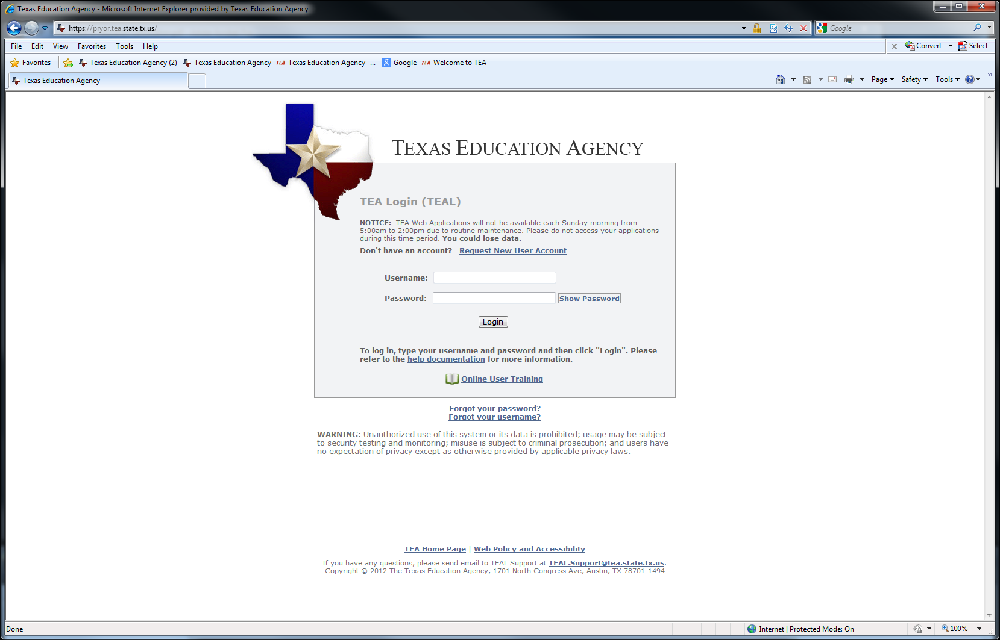 Texas Education Agency - Microsoft Internet Explorer provided by Texas Education Agency
https://pryor.tea.state.tx.us/
Google
File Edit View Favorites Tools Help
x Convert Select
Favorites Texas Education Agency (2) Texas Education Agency TEA Texas Education Agency -... Google TEA Welcome to TEA
Texas Education Agency
Page Safety Tools
TEXAS EDUCATION AGENCY
TEA Login (TEAL)
NOTICE: TEA Web Applications will not be available each Sunday morning from
5:00am to 2:00pm due to routine maintenance. Please do not access your applications
during this time period. You could lose data.
Don't have an account? Request New User Account
Username:
Password: Show Password
Login
To log in, type your username and password and then click "Login". Please
refer to the help documentation for more information.
Online User Training
Forgot your password?
Forgot your username?
WARNING: Unauthorized use of this system or its data is prohibited; usage may be subject
to security testing and monitoring; misuse is subject to criminal prosecution; and users have
no expectation of privacy except as otherwise provided by applicable privacy laws.
TEA Home Page | Web Policy and Accessibility
If you have any questions, please send email to TEAL Support at TEAL.Support@tea.state.tx.us.
Copyright © 2012 The Texas Education Agency, 1701 North Congress Ave, Austin, TX 78701-1494
Done
Internet | Protected Mode: On
100%